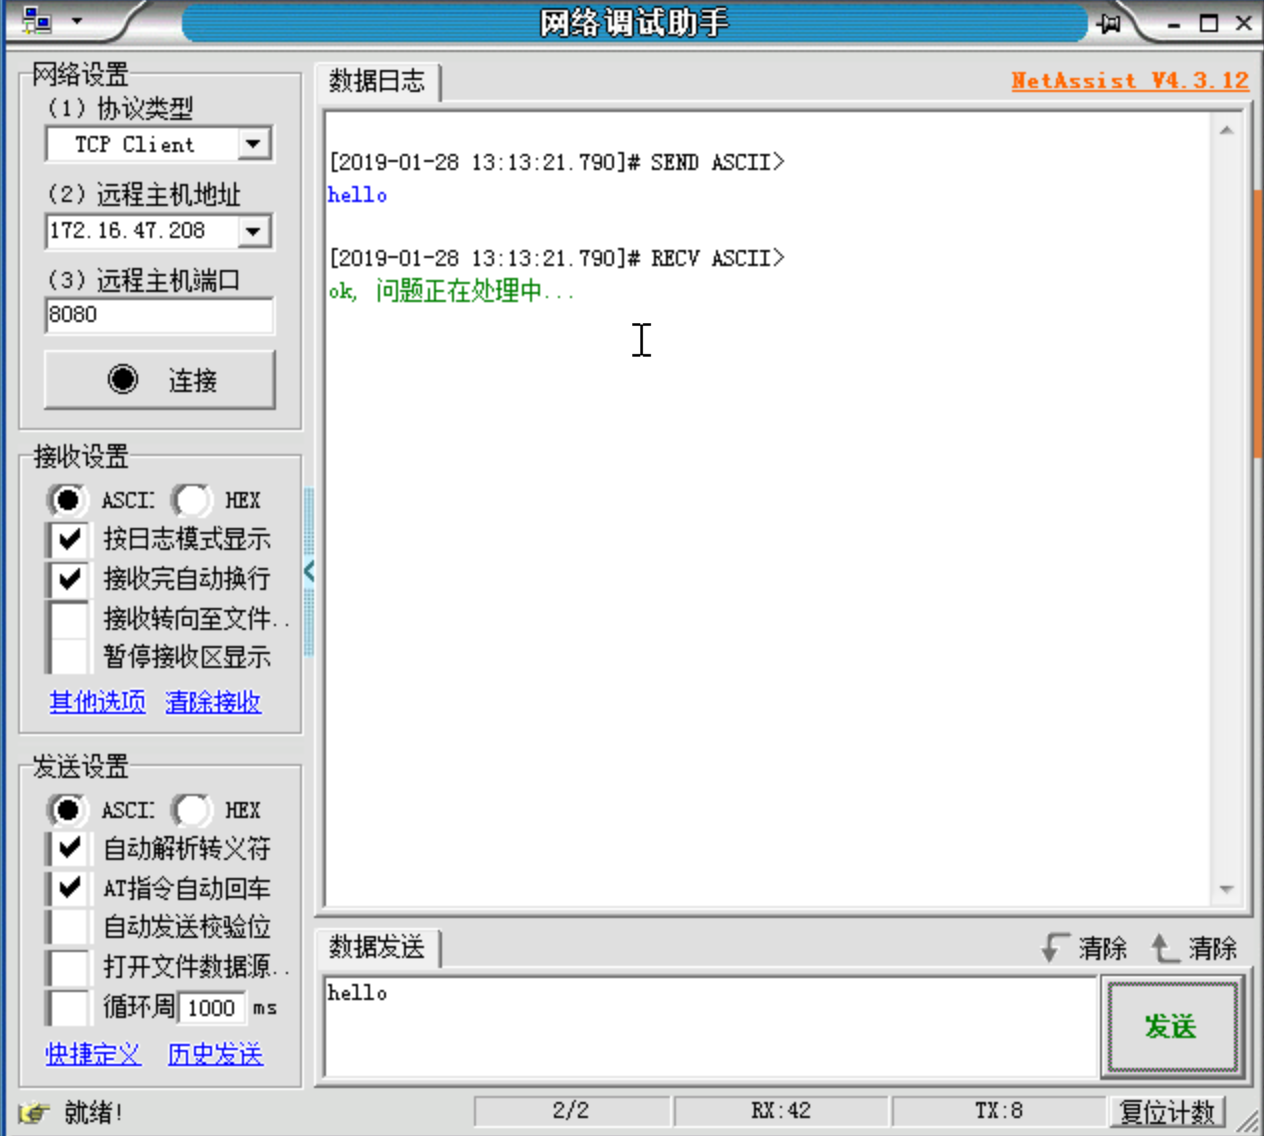 网络调试助手
网络设置
(1) 协议类型
TCP Client
(2) 远程主机地址
172.16.47.208
(3) 远程主机端口
8080
连接
接收设置
ASCI: HEX
按日志模式显示
接收完自动换行
接收转向至文件..
暂停接收区显示
其他选项 清除接收
发送设置
ASCI: HEX
自动解析转义符
AT指令自动回车
自动发送校验位
打开文件数据源..
循环周 1000 ms
快捷定义 历史发送
数据日志
NetAssist V4.3.12
[2019-01-28 13:13:21.790]# SEND ASCII>
hello
[2019-01-28 13:13:21.790]# RECV ASCII>
ok, 问题正在处理中...
数据发送
清除 清除
hello
发送
就绪!
2/2
RX:42
TX:8
复位计数